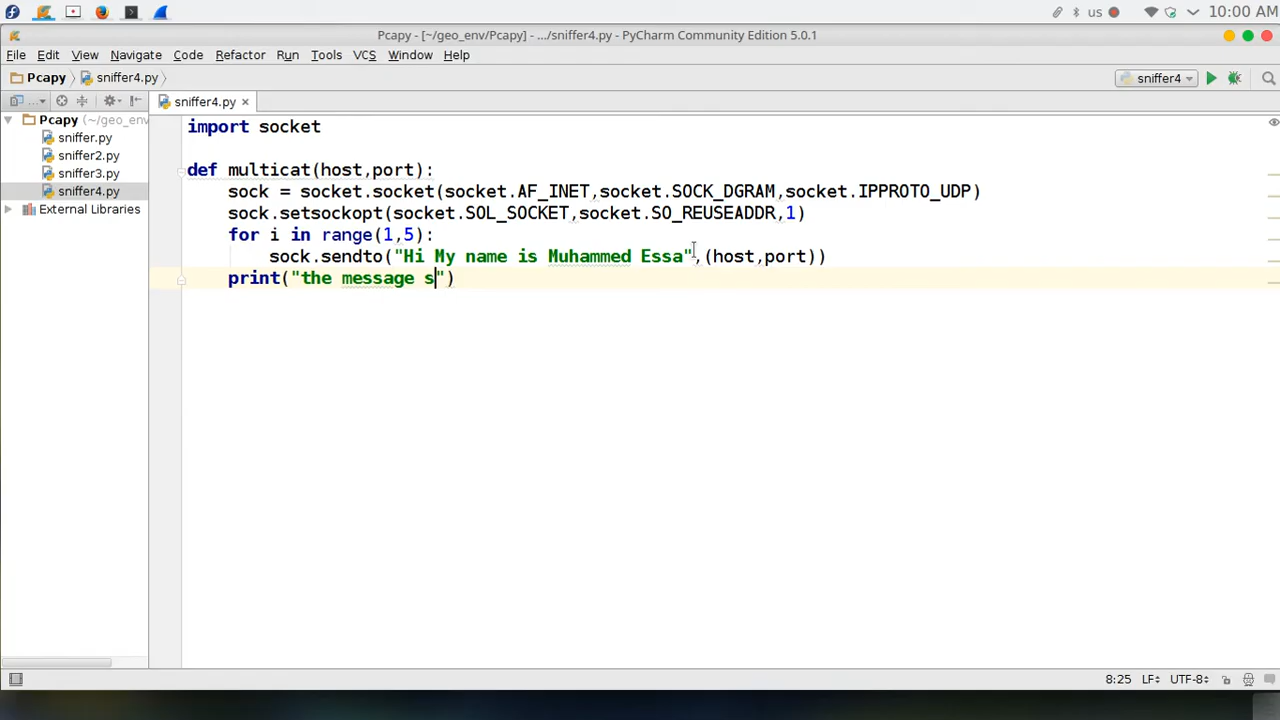 us 10:00 AM
Pcapy - [~/geo_env/Pcapy] - .../sniffer4.py - PyCharm Community Edition 5.0.1
File Edit View Navigate Code Refactor Run Tools VCS Window Help
Pcapy sniffer4.py sniffer4
... sniffer4.py ×
Pcapy (~/geo_env
sniffer.py
sniffer2.py
sniffer3.py
sniffer4.py
External Libraries
import socket
def multicat(host,port):
sock = socket.socket(socket.AF_INET,socket.SOCK_DGRAM,socket.IPPROTO_UDP)
sock.setsockopt(socket.SOL_SOCKET,socket.SO_REUSEADDR,1)
for i in range(1,5):
sock.sendto("Hi My name is Muhammed Essa",(host,port))
print("the message s")
8:25 LF UTF-8